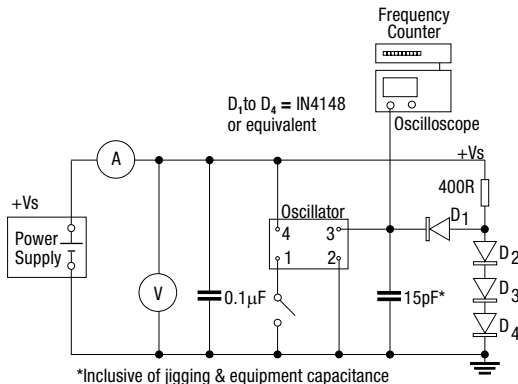 Frequency
Counter
D₁to D₄ = IN4148
or equivalent
Oscilloscope
A
+Vs
400R
+Vs
Oscillator
D1
4 3
Power
Supply
1 2
D2
V
0.1μF
15pF*
D3
D4
*Inclusive of jigging & equipment capacitance